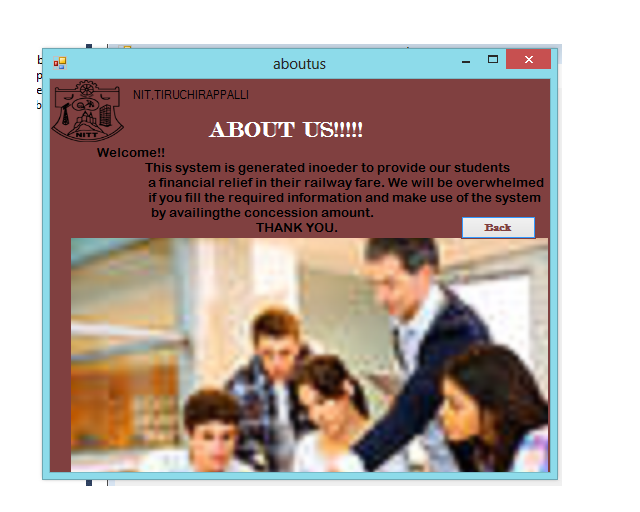 aboutus
NIT,TIRUCHIRAPPALLI
NITT
ABOUT US!!!!!
Welcome!!
This system is generated inoeder to provide our students
a financial relief in their railway fare. We will be overwhelmed
if you fill the required information and make use of the system
by availingthe concession amount.
THANK YOU.
Back